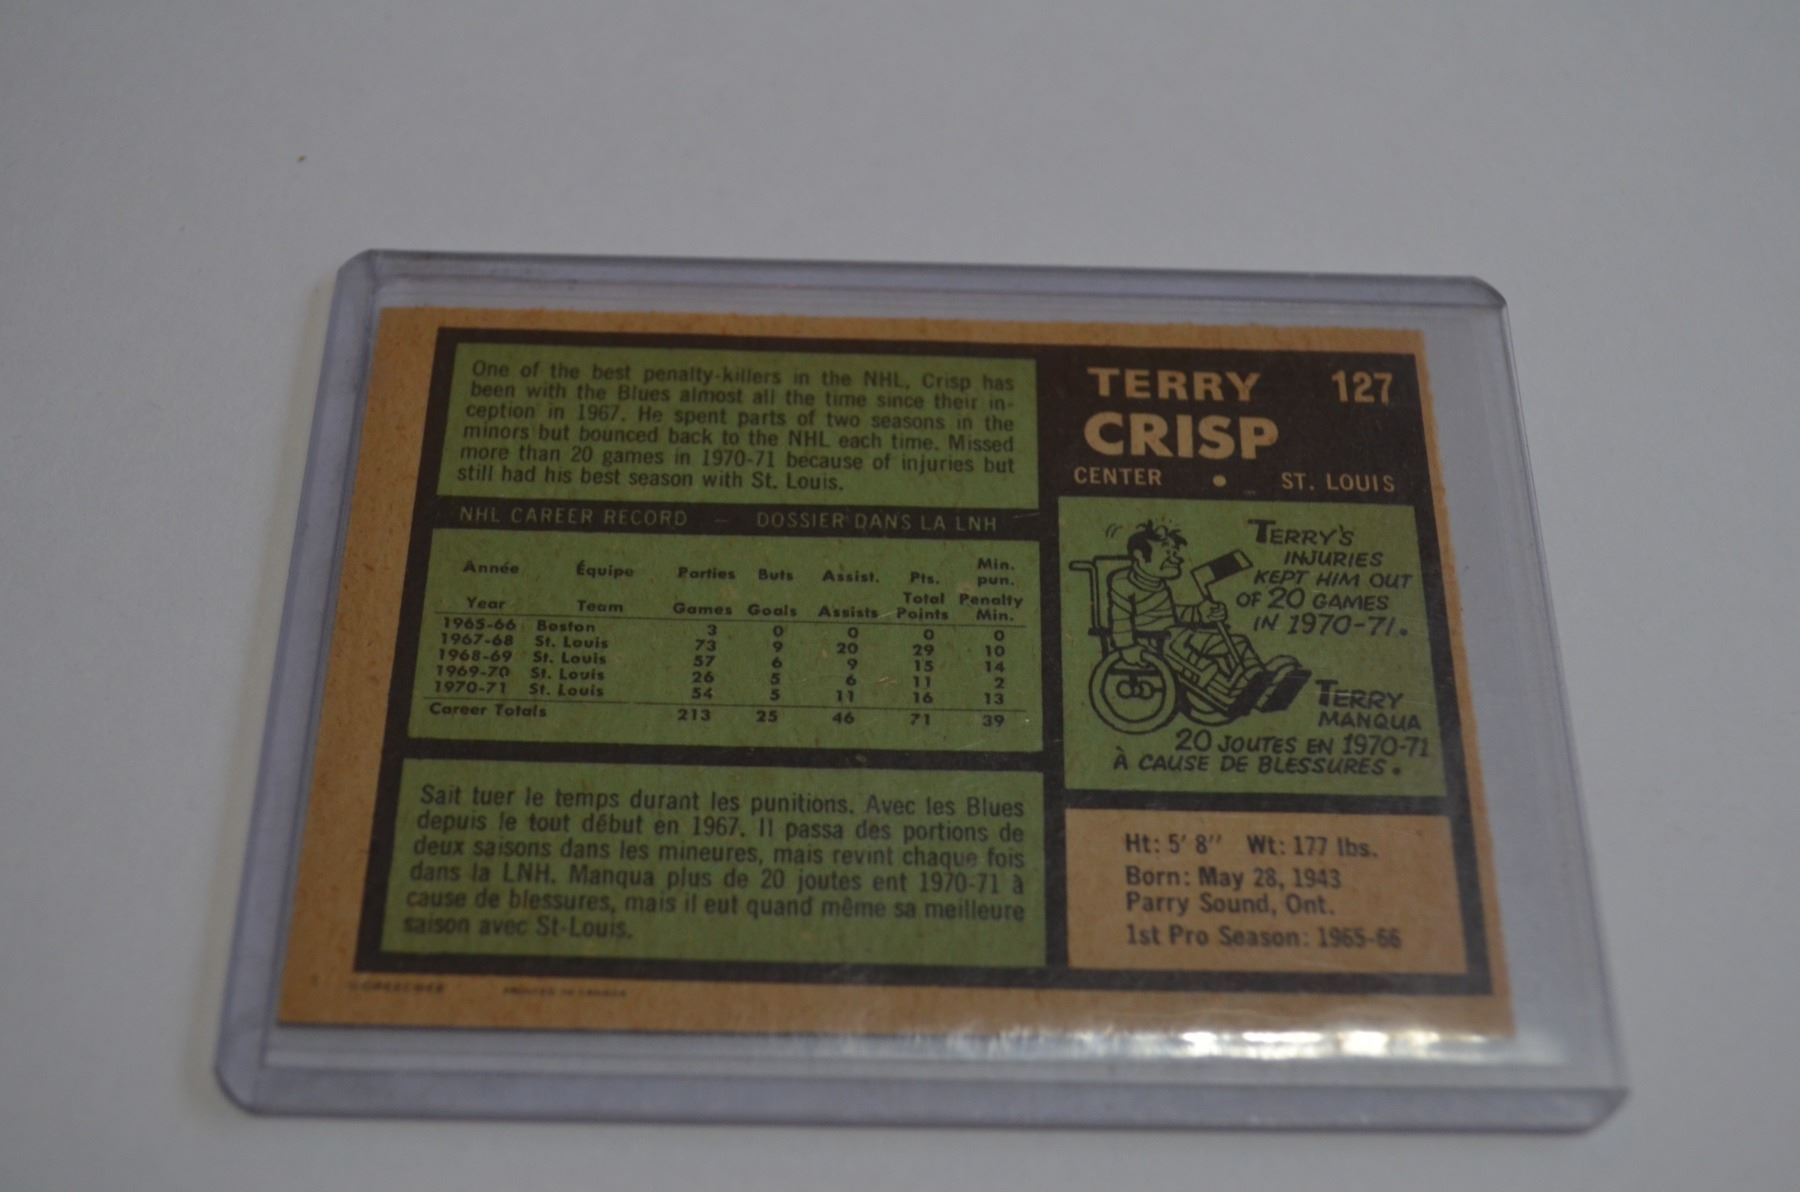 One of the best penalty-killers in the NHL, Crisp has
been with the Blues almost all the time since their in-
ception in 1967. He spent parts of two seasons in the
minors but bounced back to the NHL each time. Missed
more than 20 games in 1970-71 because of injuries but
still had his best season with St. Louis.
NHL CAREER RECORD — DOSSIER DANS LA LNH
Année Équipe Parties Buts Assist. Pts. Min. pun.
Year Team Games Goals Assists Total Points Penalty Min.
1965-66 Boston 3 0 0 0 0
1967-68 St. Louis 73 9 20 29 10
1968-69 St. Louis 57 6 9 15 14
1969-70 St. Louis 26 5 6 11 2
1970-71 St. Louis 54 5 11 16 13
Career Totals 213 25 46 71 39
Sait tuer le temps durant les punitions. Avec les Blues
depuis le tout début en 1967. Il passa des portions de
deux saisons dans les mineures, mais revint chaque fois
dans la LNH. Manqua plus de 20 joutes ent 1970-71 à
cause de blessures, mais il eut quand même sa meilleure
saison avec St-Louis.
PRINTED IN CANADA
TERRY 127
CRISP
CENTER • ST. LOUIS
TERRY'S
INJURIES
KEPT HIM OUT
OF 20 GAMES
IN 1970-71.
TERRY
MANQUA
20 JOUTES EN 1970-71
À CAUSE DE BLESSURES.
Ht: 5' 8" Wt: 177 lbs.
Born: May 28, 1943
Parry Sound, Ont.
1st Pro Season: 1965-66